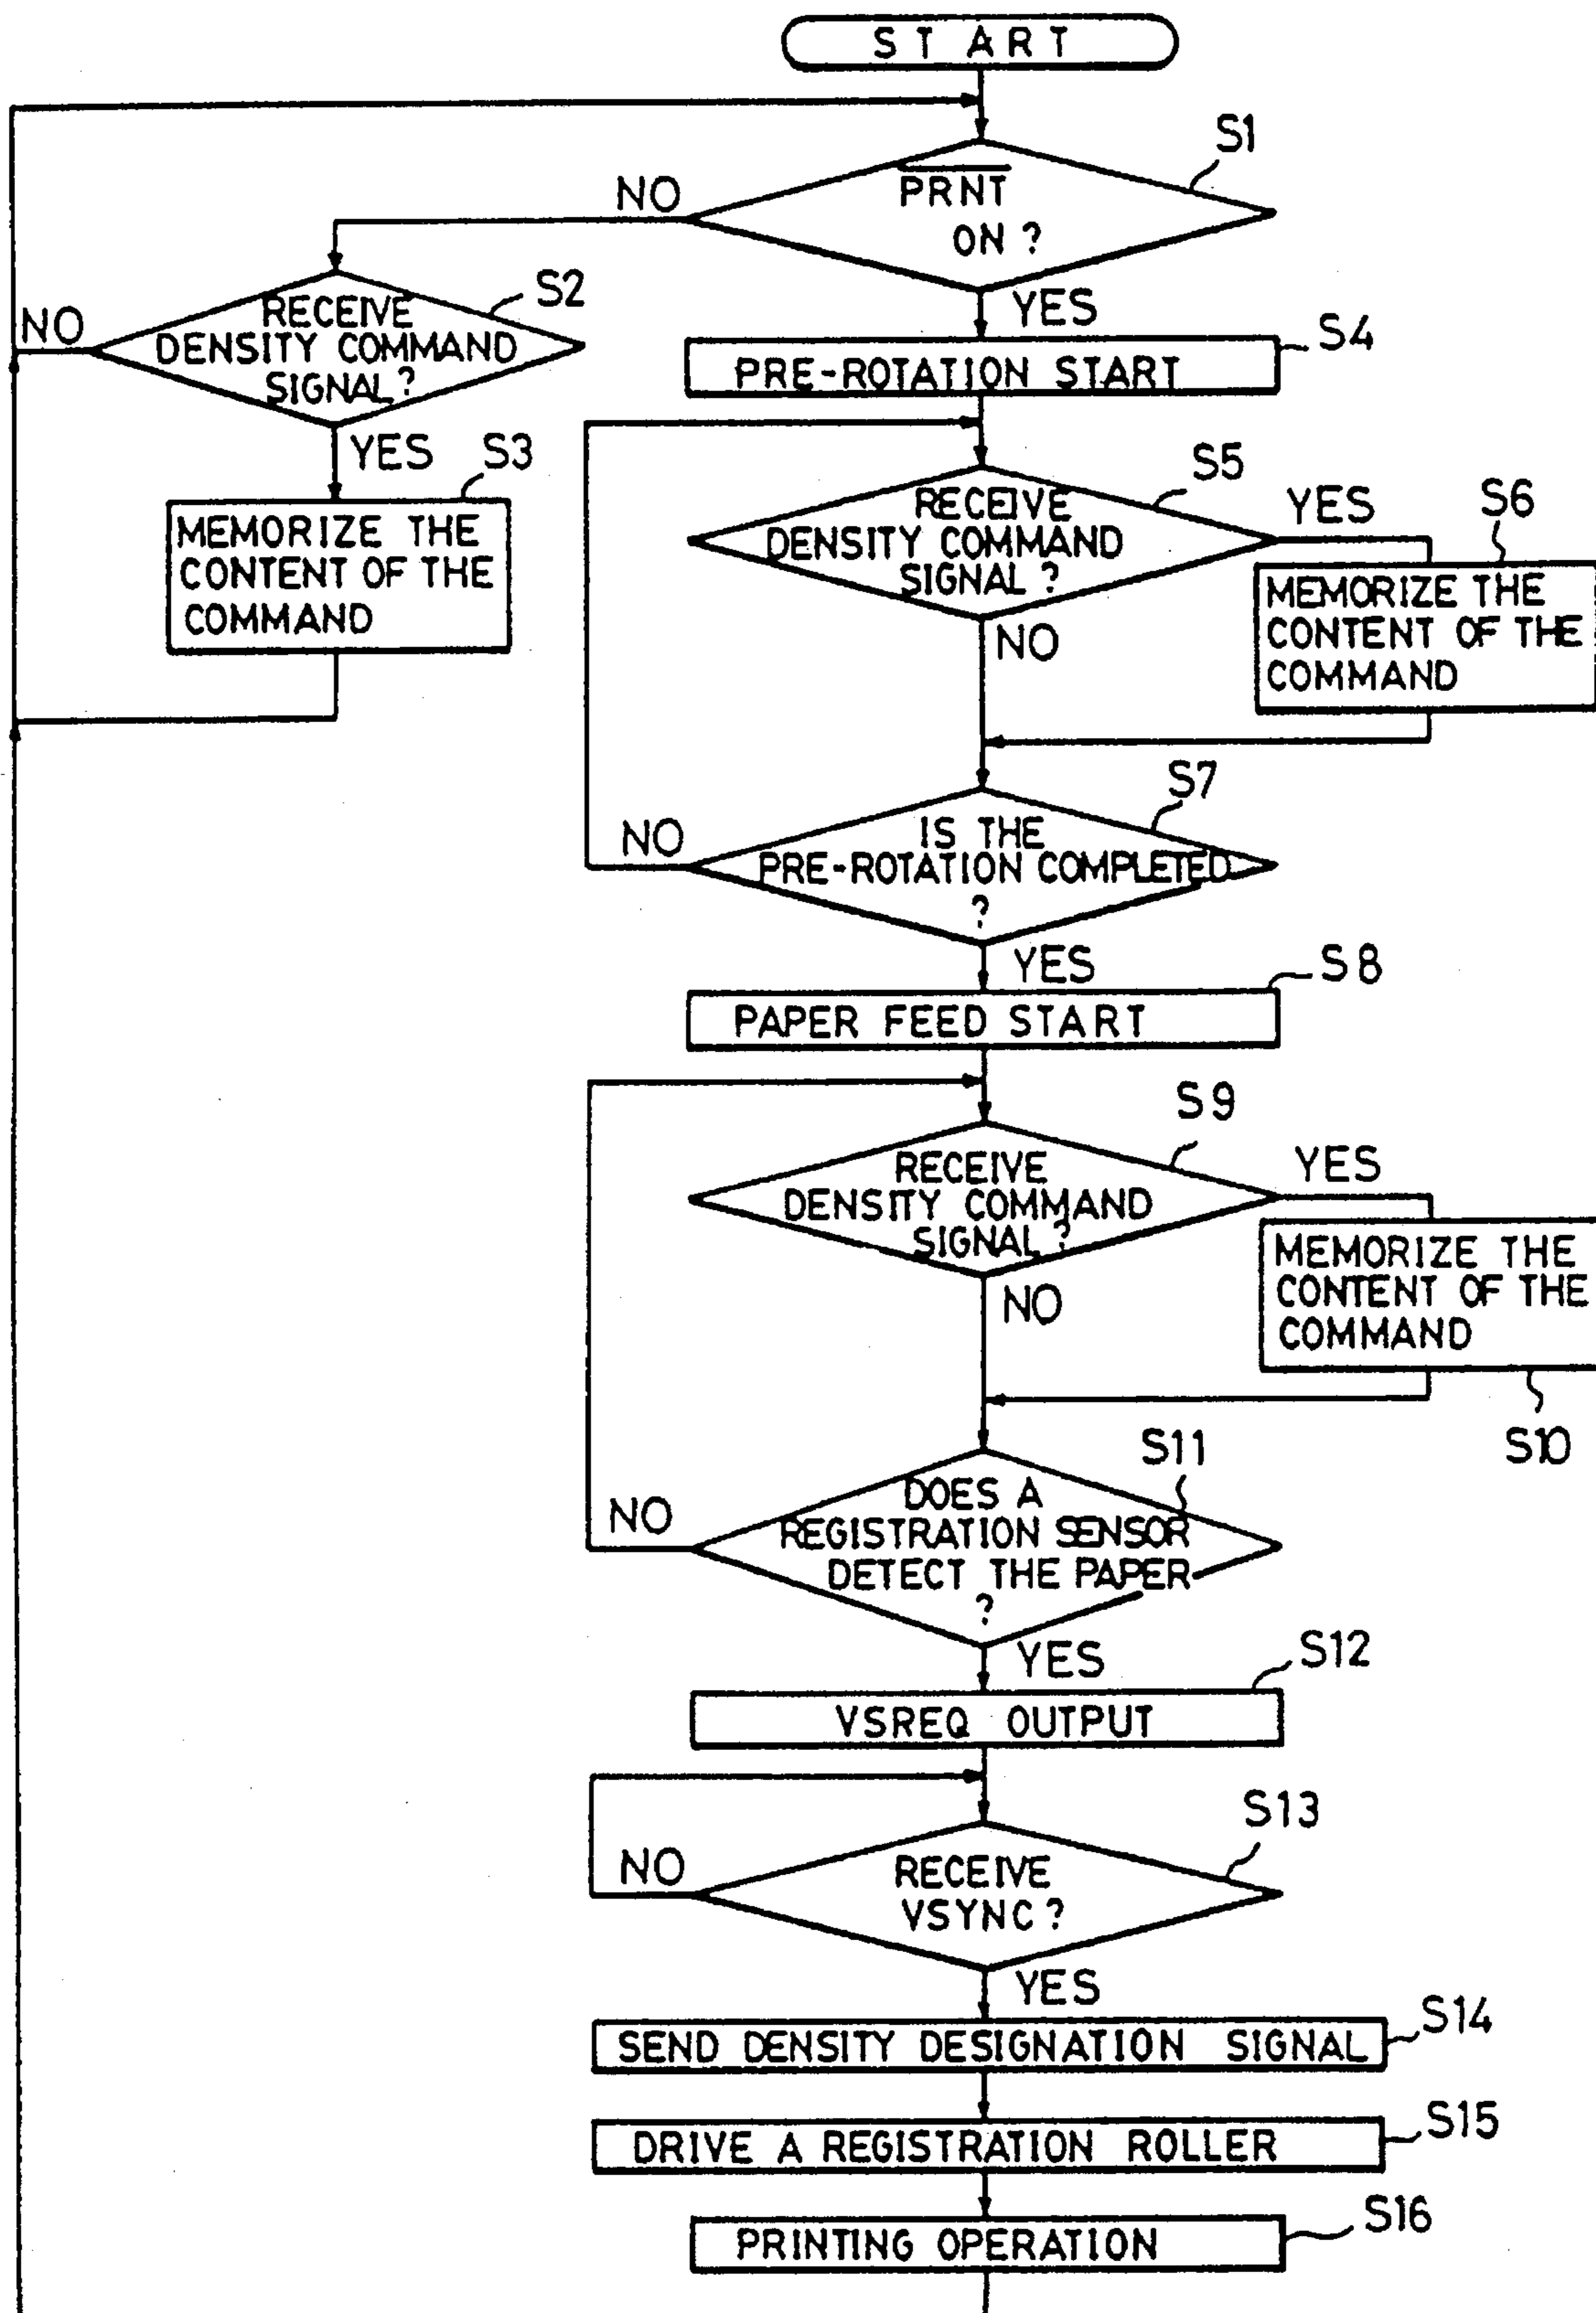 START
S1
PRNT
ON ?
NO
YES
S2
RECEIVE
DENSITY COMMAND
SIGNAL ?
NO
YES
S3
MEMORIZE THE
CONTENT OF THE
COMMAND
S4
PRE-ROTATION START
S5
RECEIVE
DENSITY COMMAND
SIGNAL ?
YES
NO
S6
MEMORIZE THE
CONTENT OF THE
COMMAND
S7
IS THE
PRE-ROTATION COMPLETED
?
NO
YES
S8
PAPER FEED START
S9
RECEIVE
DENSITY COMMAND
SIGNAL ?
YES
NO
MEMORIZE THE
CONTENT OF THE
COMMAND
S10
S11
DOES A
REGISTRATION SENSOR
DETECT THE PAPER
?
NO
YES
S12
VSREQ OUTPUT
S13
RECEIVE
VSYNC ?
NO
YES
SEND DENSITY DESIGNATION SIGNAL
S14
DRIVE A REGISTRATION ROLLER
S15
PRINTING OPERATION
S16